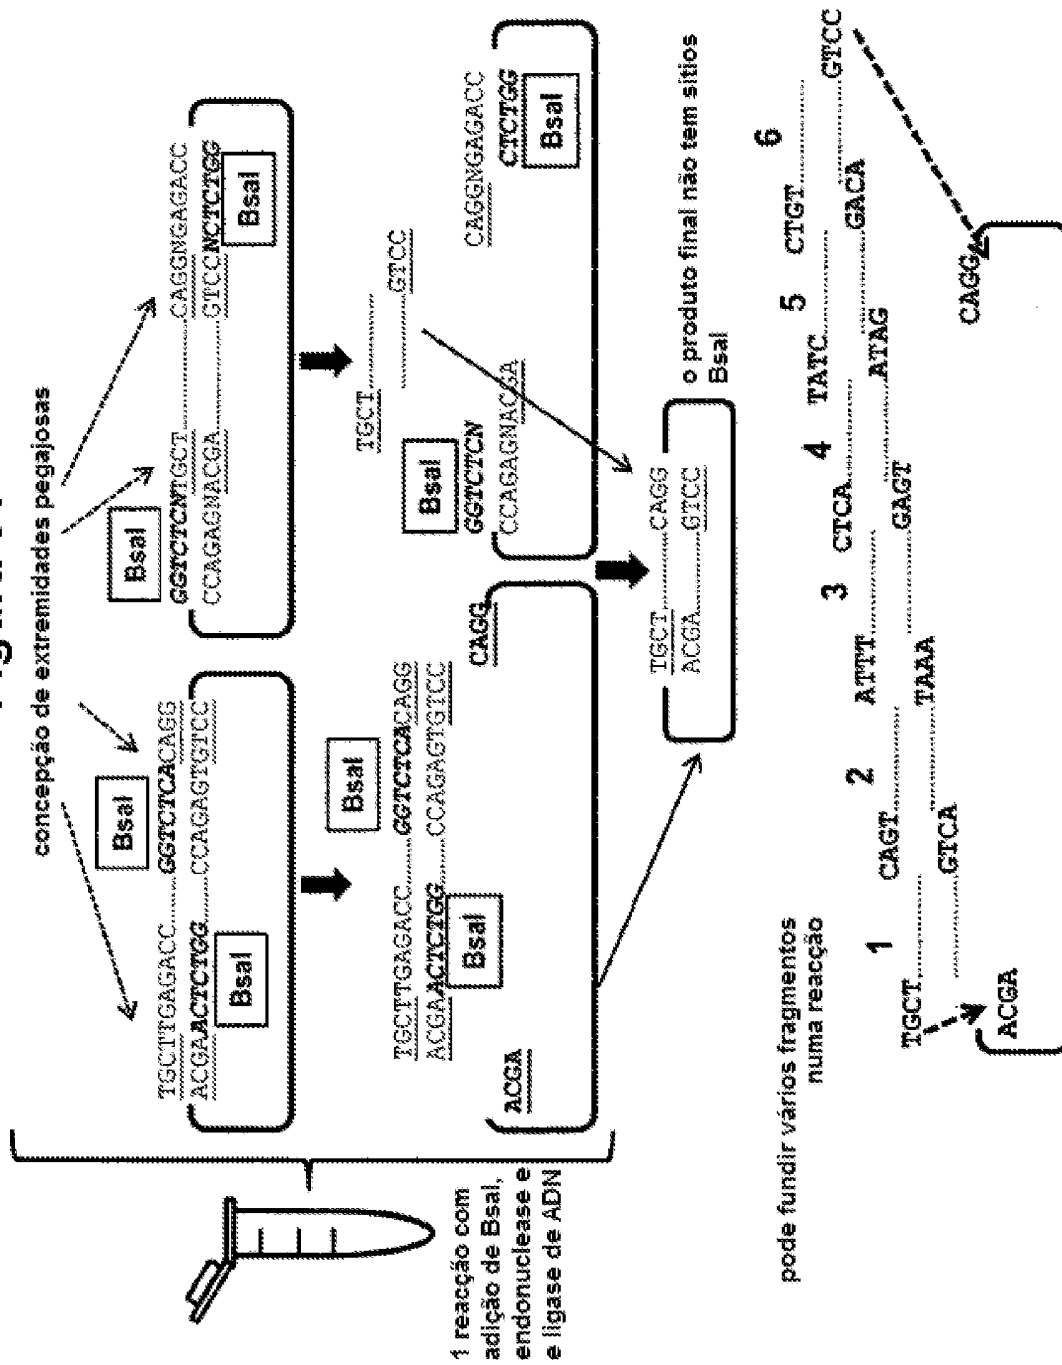 concepção de extremidades pegajosas
BsaI
TGCTTGAGACC......GGTCTCACAGG
ACGAACTCTGG......CCAGAGTGTCC
BsaI
BsaI
GGTCTCNTGCT..........CAGGNGAGACC
CCAGAGNACGA..........GTCCNCTCTGG
BsaI
BsaI
TGCTTGAGACC......GGTCTCACAGG
ACGAACTCTGG......CCAGAGTGTCC
BsaI
ACGA
CAGG
TGCT..........
..........GTCC
BsaI
GGTCTCN
CCAGAGNACGA
CAGGNGAGACC
CTCTGG
BsaI
1 reacção com
adição de BsaI,
endonuclease e
e ligase de ADN
TGCT..........CAGG
ACGA..........GTCC
o produto final não tem sítios
BsaI
pode fundir vários fragmentos
numa reacção
1 2 3 4 5 6
TGCT.......... CAGT.......... ATTT.......... CTCA.......... TATC.......... CTGT..........
..........GTCA ..........TAAA ..........GAGT ..........ATAG ..........GACA ..........GTCC
ACGA
CAGG